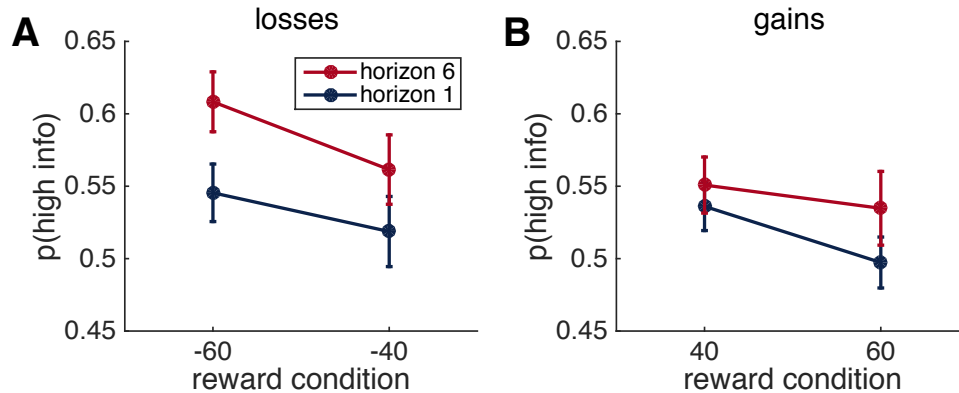 A
losses
0.65
0.6
0.55
0.5
0.45
p(high info)
horizon 6
horizon 1
-60
-40
reward condition
B
gains
0.65
0.6
0.55
0.5
0.45
p(high info)
40
60
reward condition